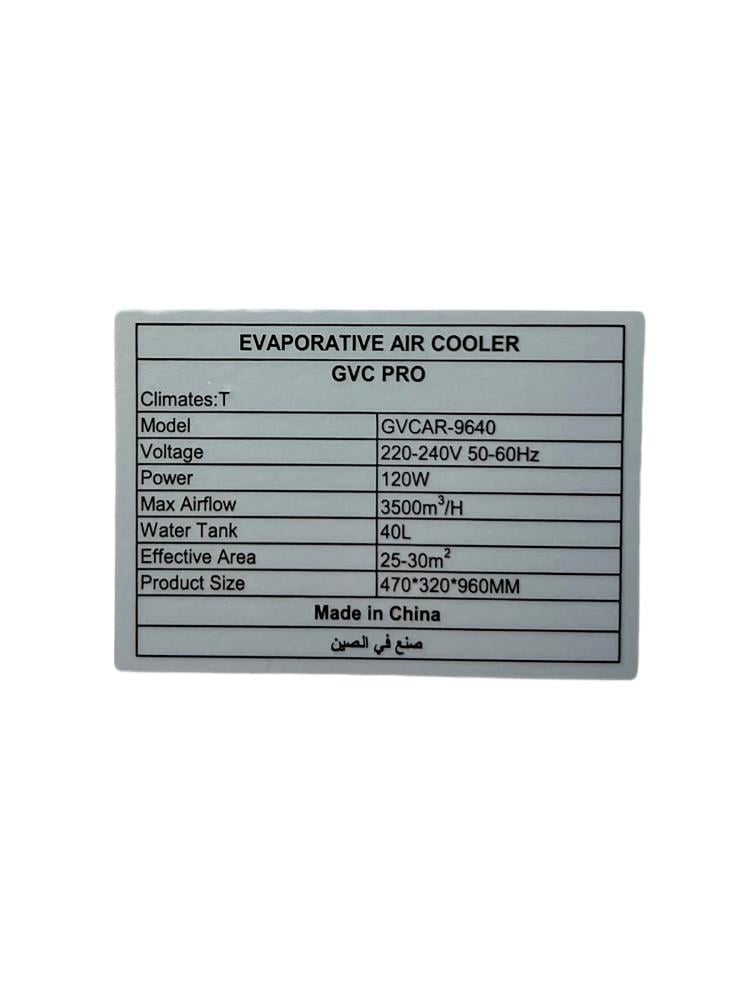 EVAPORATIVE AIR COOLER
GVC PRO
Climates:T
Model GVCAR-9640
Voltage 220-240V 50-60Hz
Power 120W
Max Airflow 3500m³/H
Water Tank 40L
Effective Area 25-30m²
Product Size 470*320*960MM
Made in China
صنع في الصين